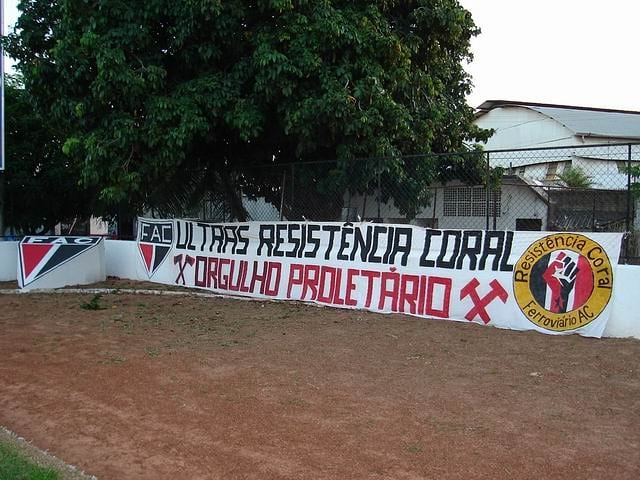 FAC
FAC
ULTRAS RESISTÊNCIA CORAL
ORGULHO PROLETÁRIO
Resistência Coral
Ferroviário AC